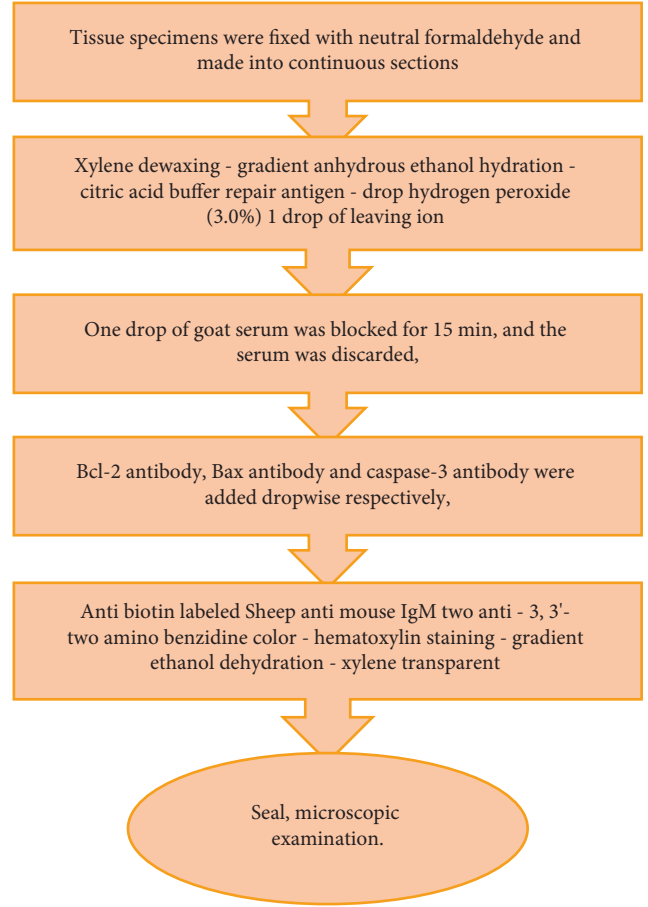 Tissue specimens were fixed with neutral formaldehyde and
made into continuous sections
Xylene dewaxing - gradient anhydrous ethanol hydration -
citric acid buffer repair antigen - drop hydrogen peroxide
(3.0%) 1 drop of leaving ion
One drop of goat serum was blocked for 15 min, and the
serum was discarded,
Bcl-2 antibody, Bax antibody and caspase-3 antibody were
added dropwise respectively,
Anti biotin labeled Sheep anti mouse IgM two anti - 3, 3'-
two amino benzidine color - hematoxylin staining - gradient
ethanol dehydration - xylene transparent
Seal, microscopic
examination.